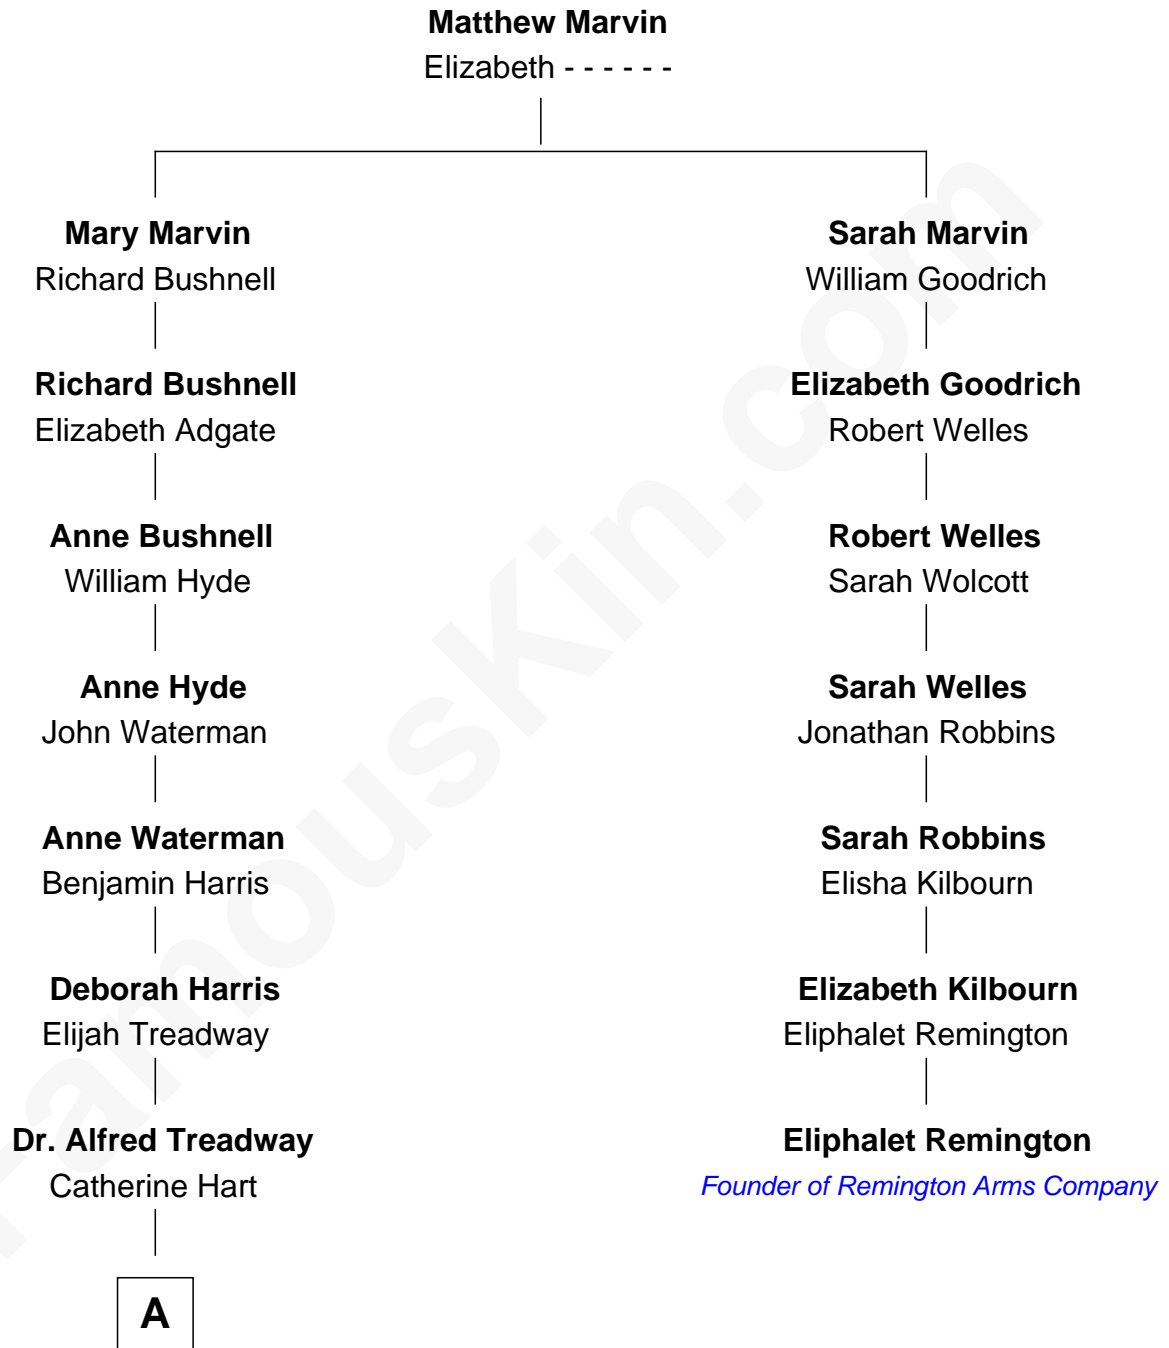 Matthew Marvin
Elizabeth - - - - - -
Mary Marvin
Richard Bushnell
Sarah Marvin
William Goodrich
Richard Bushnell
Elizabeth Adgate
Elizabeth Goodrich
Robert Welles
Anne Bushnell
William Hyde
Robert Welles
Sarah Wolcott
Anne Hyde
John Waterman
Sarah Welles
Jonathan Robbins
Anne Waterman
Benjamin Harris
Sarah Robbins
Elisha Kilbourn
Deborah Harris
Elijah Treadway
Elizabeth Kilbourn
Eliphalet Remington
Dr. Alfred Treadway
Catherine Hart
Eliphalet Remington
Founder of Remington Arms Company
A
FamousKin.com